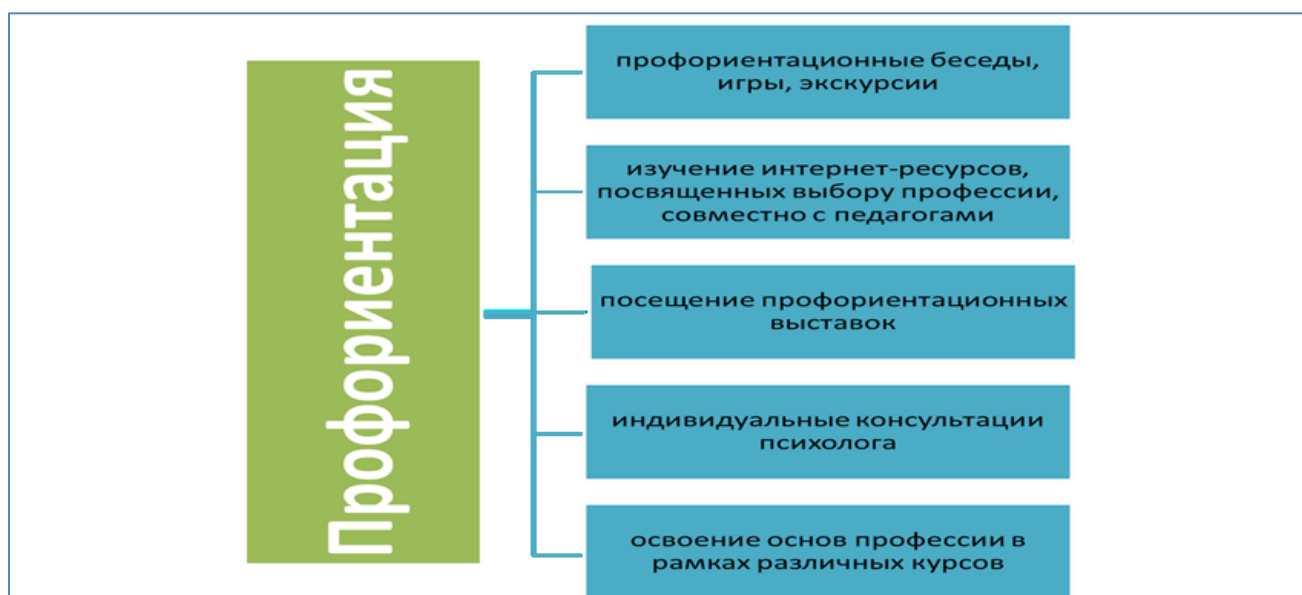 Профориентация
профориентационные беседы,
игры, экскурсии
изучение интернет-ресурсов,
посвященных выбору профессии,
совместно с педагогами
посещение профориентационных
выставок
индивидуальные консультации
психолога
освоение основ профессии в
рамках различных курсов